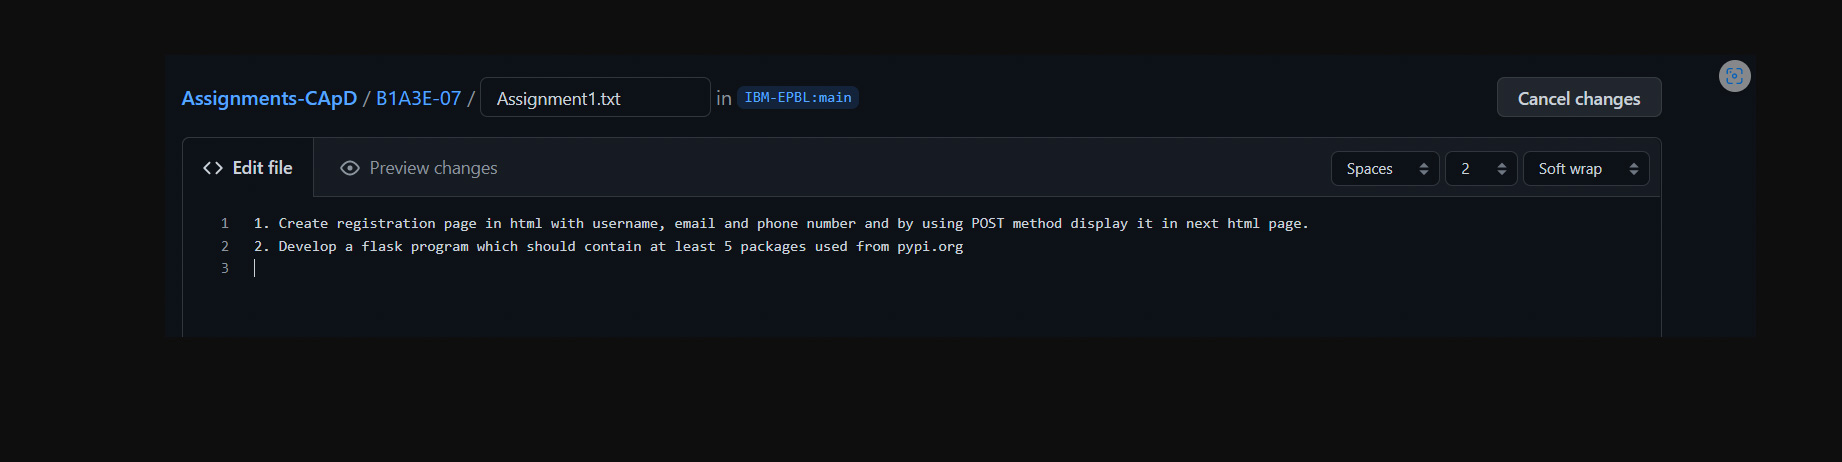 Assignments-CApD / B1A3E-07 / Assignment1.txt in IBM-EPBL:main Cancel changes
Edit file Preview changes Spaces 2 Soft wrap
1 1. Create registration page in html with username, email and phone number and by using POST method display it in next html page.
2 2. Develop a flask program which should contain at least 5 packages used from pypi.org
3